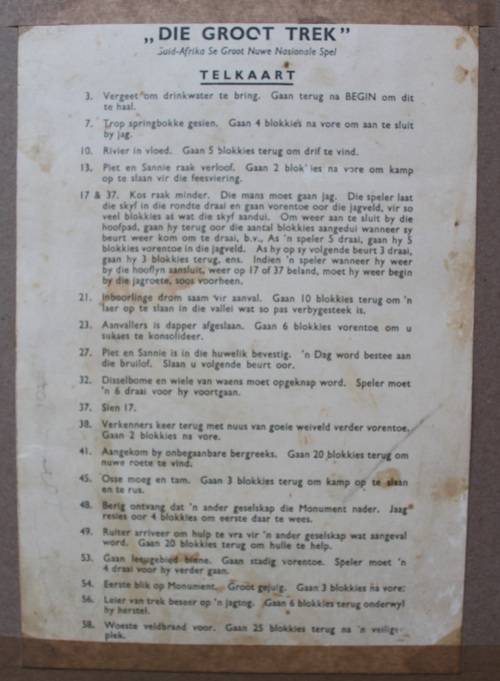 „DIE GROOT TREK”
Suid-Afrika Se Groot Nuwe Nasionale Spel
TELKAART
3. Vergeet om drinkwater te bring. Gaan terug na BEGIN om dit
te haal.
7. Trop springbokke gesien. Gaan 4 blokkies na vore om aan te sluit
by jag.
10. Rivier in vloed. Gaan 5 blokkies terug om drif te vind.
13. Piet en Sannie raak verloof. Gaan 2 blokkies na vore om kamp
op te slaan vir die feesviering.
17 & 37. Kos raak minder. Die mans moet gaan jag. Die speler laat
die skyf in die rondte draai en gaan vorentoe oor die jagveld, vir so
veel blokkies as wat die skyf aandui. Om weer aan te sluit by die
hoofpad, gaan hy terug oor die aantal blokkies aangedui wanneer sy
beurt weer kom om te draai, b.v., As 'n speler 5 draai, gaan hy 5
blokkies vorentoe in die jagveld. As hy op sy volgende beurt 3 draai,
gaan hy 3 blokkies terug, ens. Indien 'n speler wanneer hy weer
by die hooflyn aansluit, weer op 17 of 37 beland, moet hy weer begin
by die jagroete, soos voorheen.
21. Inboorlinge drom saam vir aanval. Gaan 10 blokkies terug om 'n
laer op te slaan in die vallei wat so pas verbygesteek is.
23. Aanvallers is dapper afgeslaan. Gaan 6 blokkies vorentoe om u
sukses te konsolideer.
27. Piet en Sannie is in die huwelik bevestig. 'n Dag word bestee aan
die bruilof. Slaan u volgende beurt oor.
32. Disselbome en wiele van waens moet opgeknap word. Speler moet
'n 6 draai voor hy voortgaan.
37. Sien 17.
38. Verkenners keer terug met nuus van goeie weiveld verder vorentoe.
Gaan 2 blokkies na vore.
41. Aangekom by onbegaanbare bergreeks. Gaan 20 blokkies terug om
nuwe roete te vind.
45. Osse moeg en tam. Gaan 3 blokkies terug om kamp op te slaan
en te rus.
48. Berig ontvang dat 'n ander geselskap die Monument nader. Jaag
resies oor 4 blokkies om eerste daar te wees.
49. Ruiter arriveer om hulp te vra vir 'n ander geselskap wat aangeval
word. Gaan 20 blokkies terug om hulle te help.
53. Gaan leeugebied binne. Gaan stadig vorentoe. Speler moet 'n
4 draai voor hy verder gaan.
54. Eerste blik op Monument. Groot gejuig. Gaan 3 blokkies na vore.
56. Leier van trek beseer op 'n jagtog. Gaan 6 blokkies terug onderwyl
hy herstel.
58. Woeste veldbrand voor. Gaan 25 blokkies terug na 'n veilige
plek.